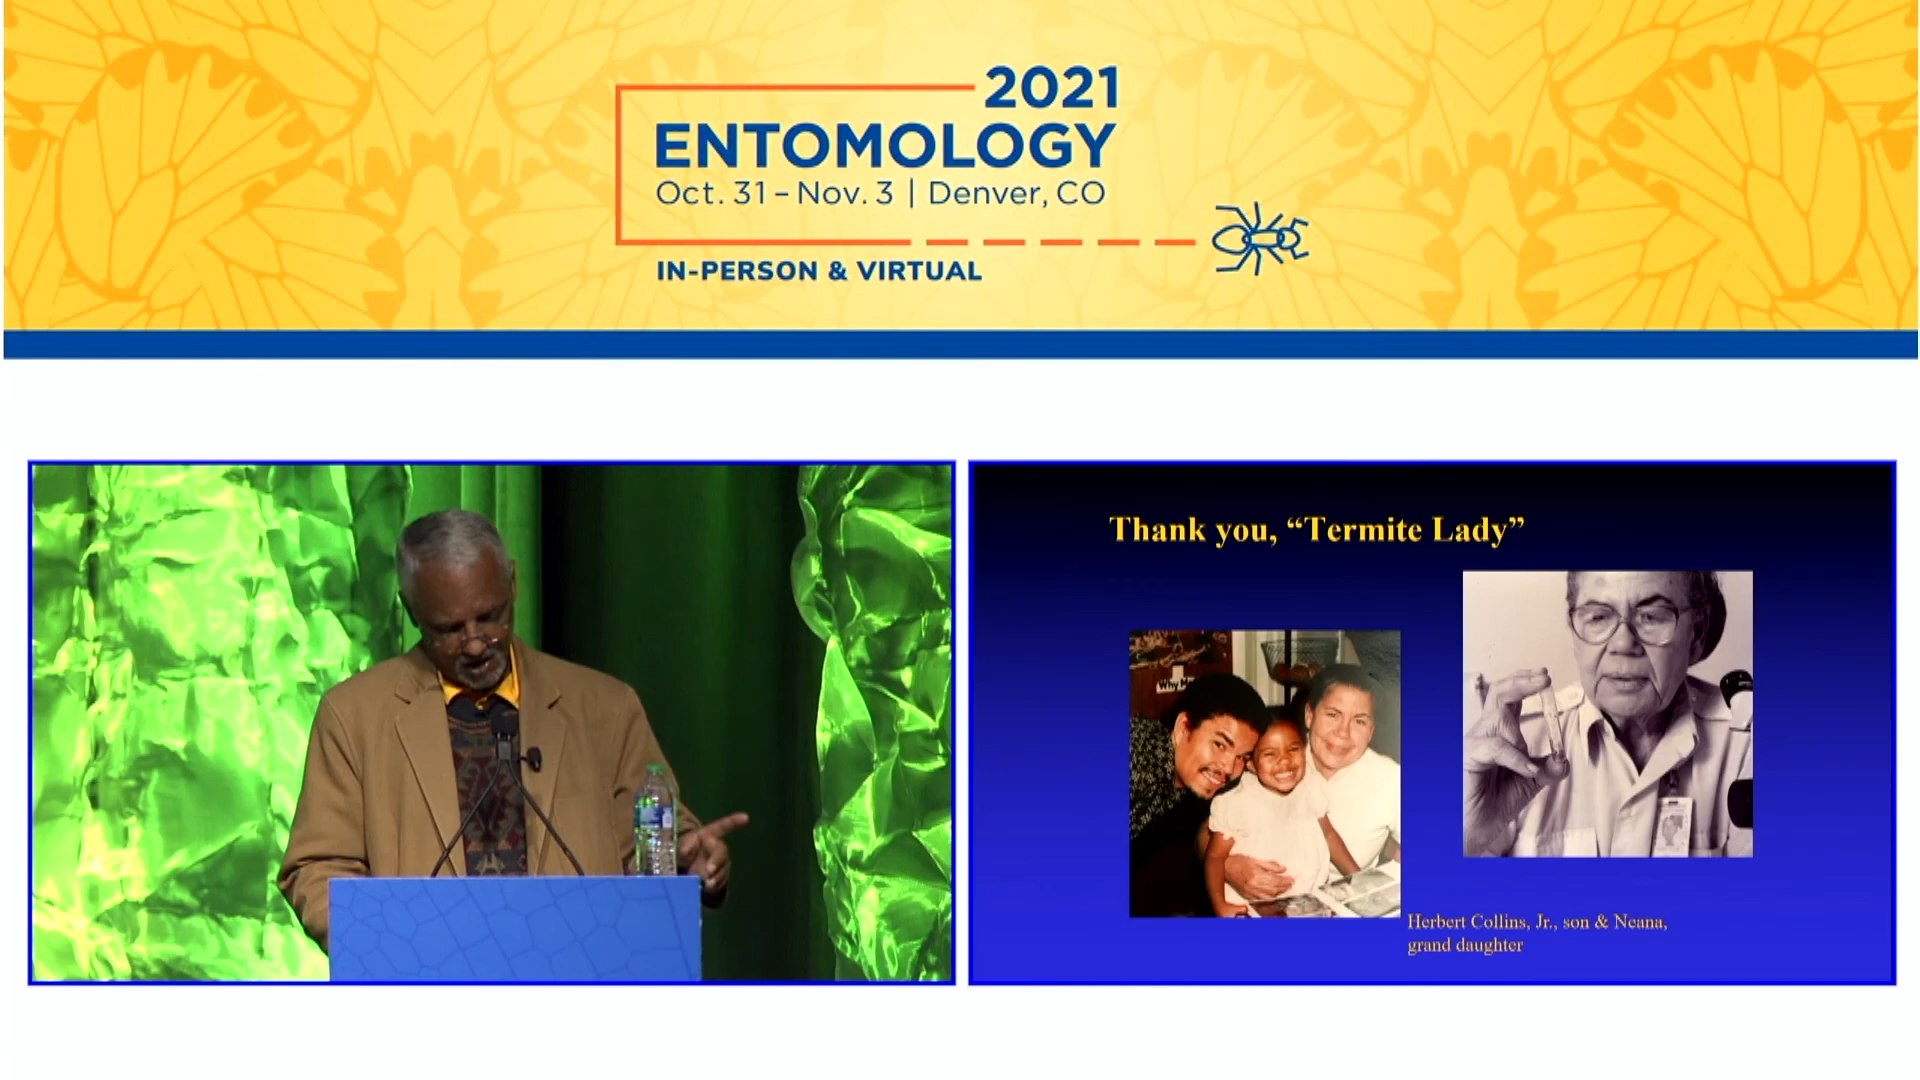 2021
ENTOMOLOGY
Oct. 31 – Nov. 3 | Denver, CO
IN-PERSON & VIRTUAL
Thank you, “Termite Lady”
Why
Herbert Collins, Jr., son & Neana,
grand daughter